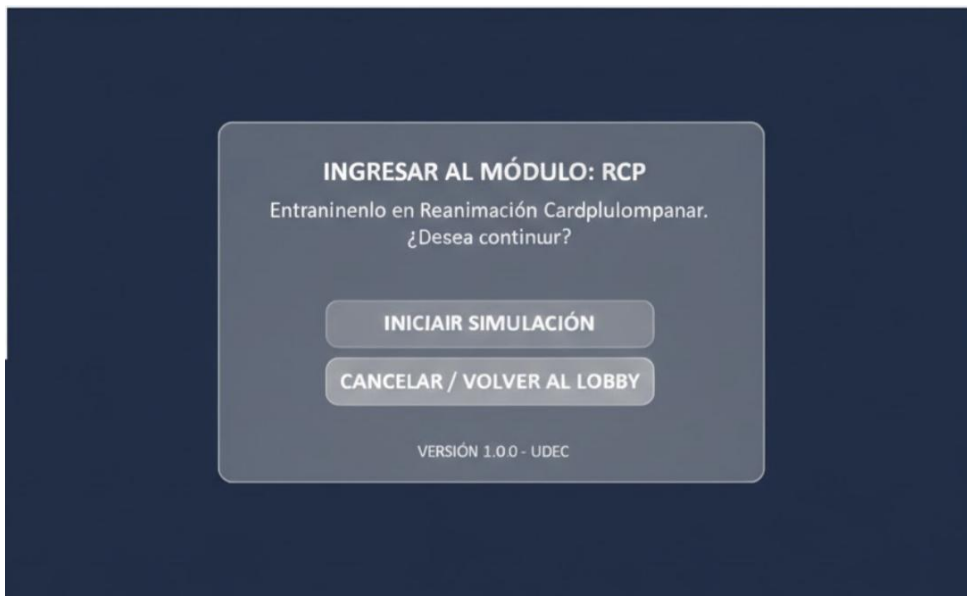 INGRESAR AL MÓDULO: RCP
Entraninenlo en Reanimación Cardplulompanar.
¿Desea continuur?
INICIAIR SIMULACIÓN
CANCELAR / VOLVER AL LOBBY
VERSIÓN 1.0.0 - UDEC